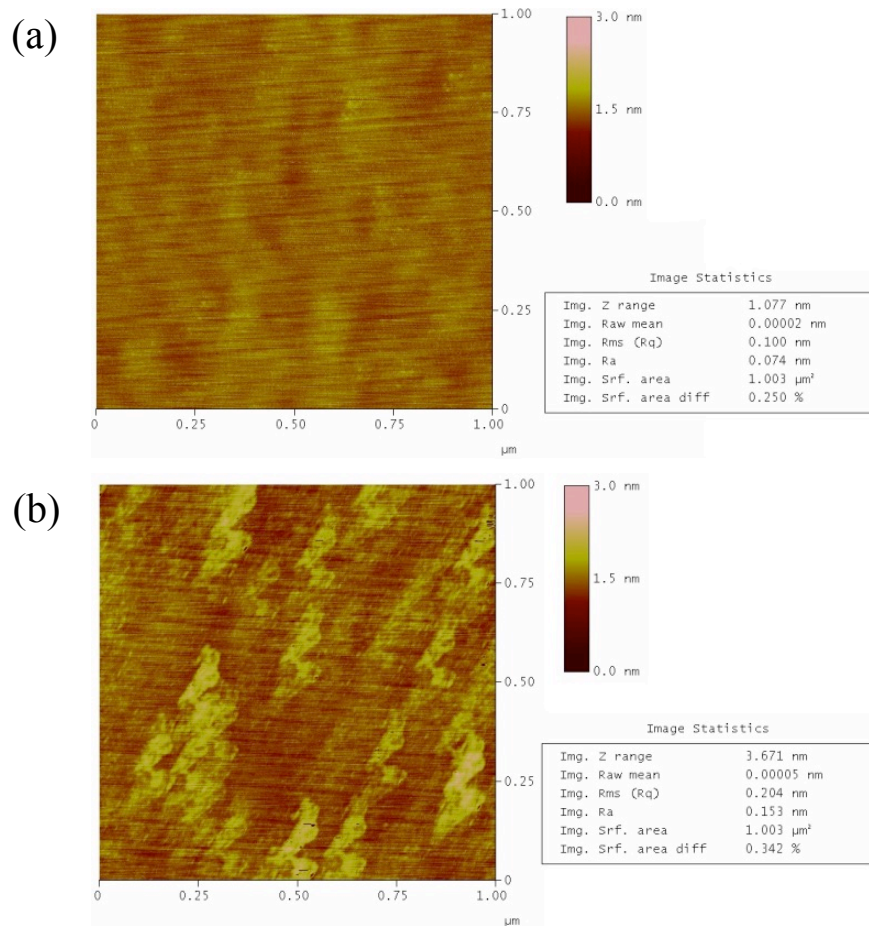 (a)
3.0 nm
1.5 nm
0.0 nm
1.00
0.75
0.50
0.25
0
0 0.25 0.50 0.75 1.00
µm
Image Statistics
Img. Z range 1.077 nm
Img. Raw mean 0.00002 nm
Img. Rms (Rq) 0.100 nm
Img. Ra 0.074 nm
Img. Srf. area 1.003 µm²
Img. Srf. area diff 0.250 %
(b)
3.0 nm
1.5 nm
0.0 nm
1.00
0.75
0.50
0.25
0
0 0.25 0.50 0.75 1.00
µm
Image Statistics
Img. Z range 3.671 nm
Img. Raw mean 0.00005 nm
Img. Rms (Rq) 0.204 nm
Img. Ra 0.153 nm
Img. Srf. area 1.003 µm²
Img. Srf. area diff 0.342 %